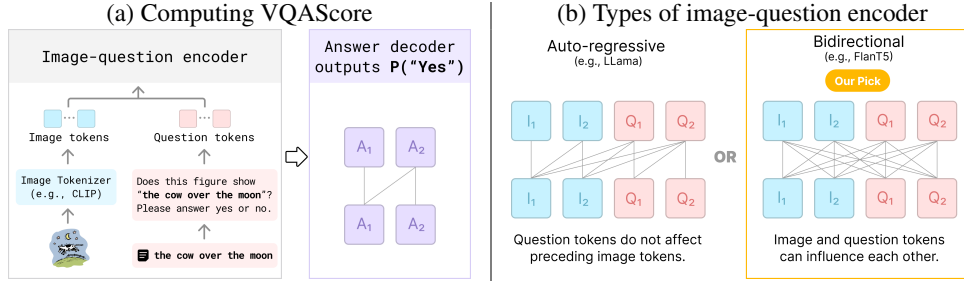 (a) Computing VQAScore
Image-question encoder
Image tokens
Question tokens
Image Tokenizer
(e.g., CLIP)
Does this figure show
"the cow over the moon"?
Please answer yes or no.
the cow over the moon
Answer decoder
outputs P("Yes")
A₁ A₂
A₁ A₂
(b) Types of image-question encoder
Auto-regressive
(e.g., LLama)
I₁ I₂ Q₁ Q₂
I₁ I₂ Q₁ Q₂
Question tokens do not affect
preceding image tokens.
OR
Bidirectional
(e.g., FlanT5)
Our Pick
I₁ I₂ Q₁ Q₂
I₁ I₂ Q₁ Q₂
Image and question tokens
can influence each other.